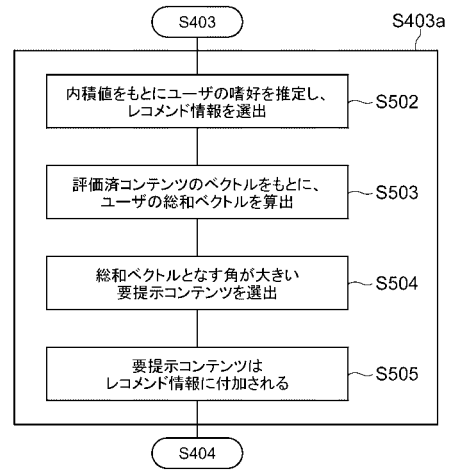 S403
S403a
内積値をもとにユーザの嗜好を推定し、
レコメンド情報を選出
S502
評価済コンテンツのベクトルをもとに、
ユーザの総和ベクトルを算出
S503
総和ベクトルとなす角が大きい
要提示コンテンツを選出
S504
要提示コンテンツは
レコメンド情報に付加される
S505
S404